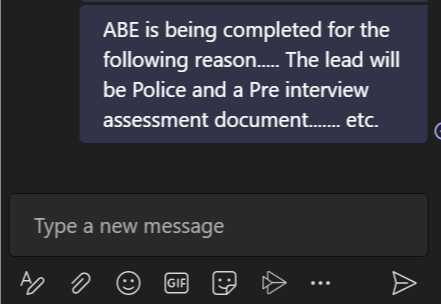 ABE is being completed for the
following reason..... The lead will
be Police and a Pre interview
assessment document....... etc.
Type a new message
GIF